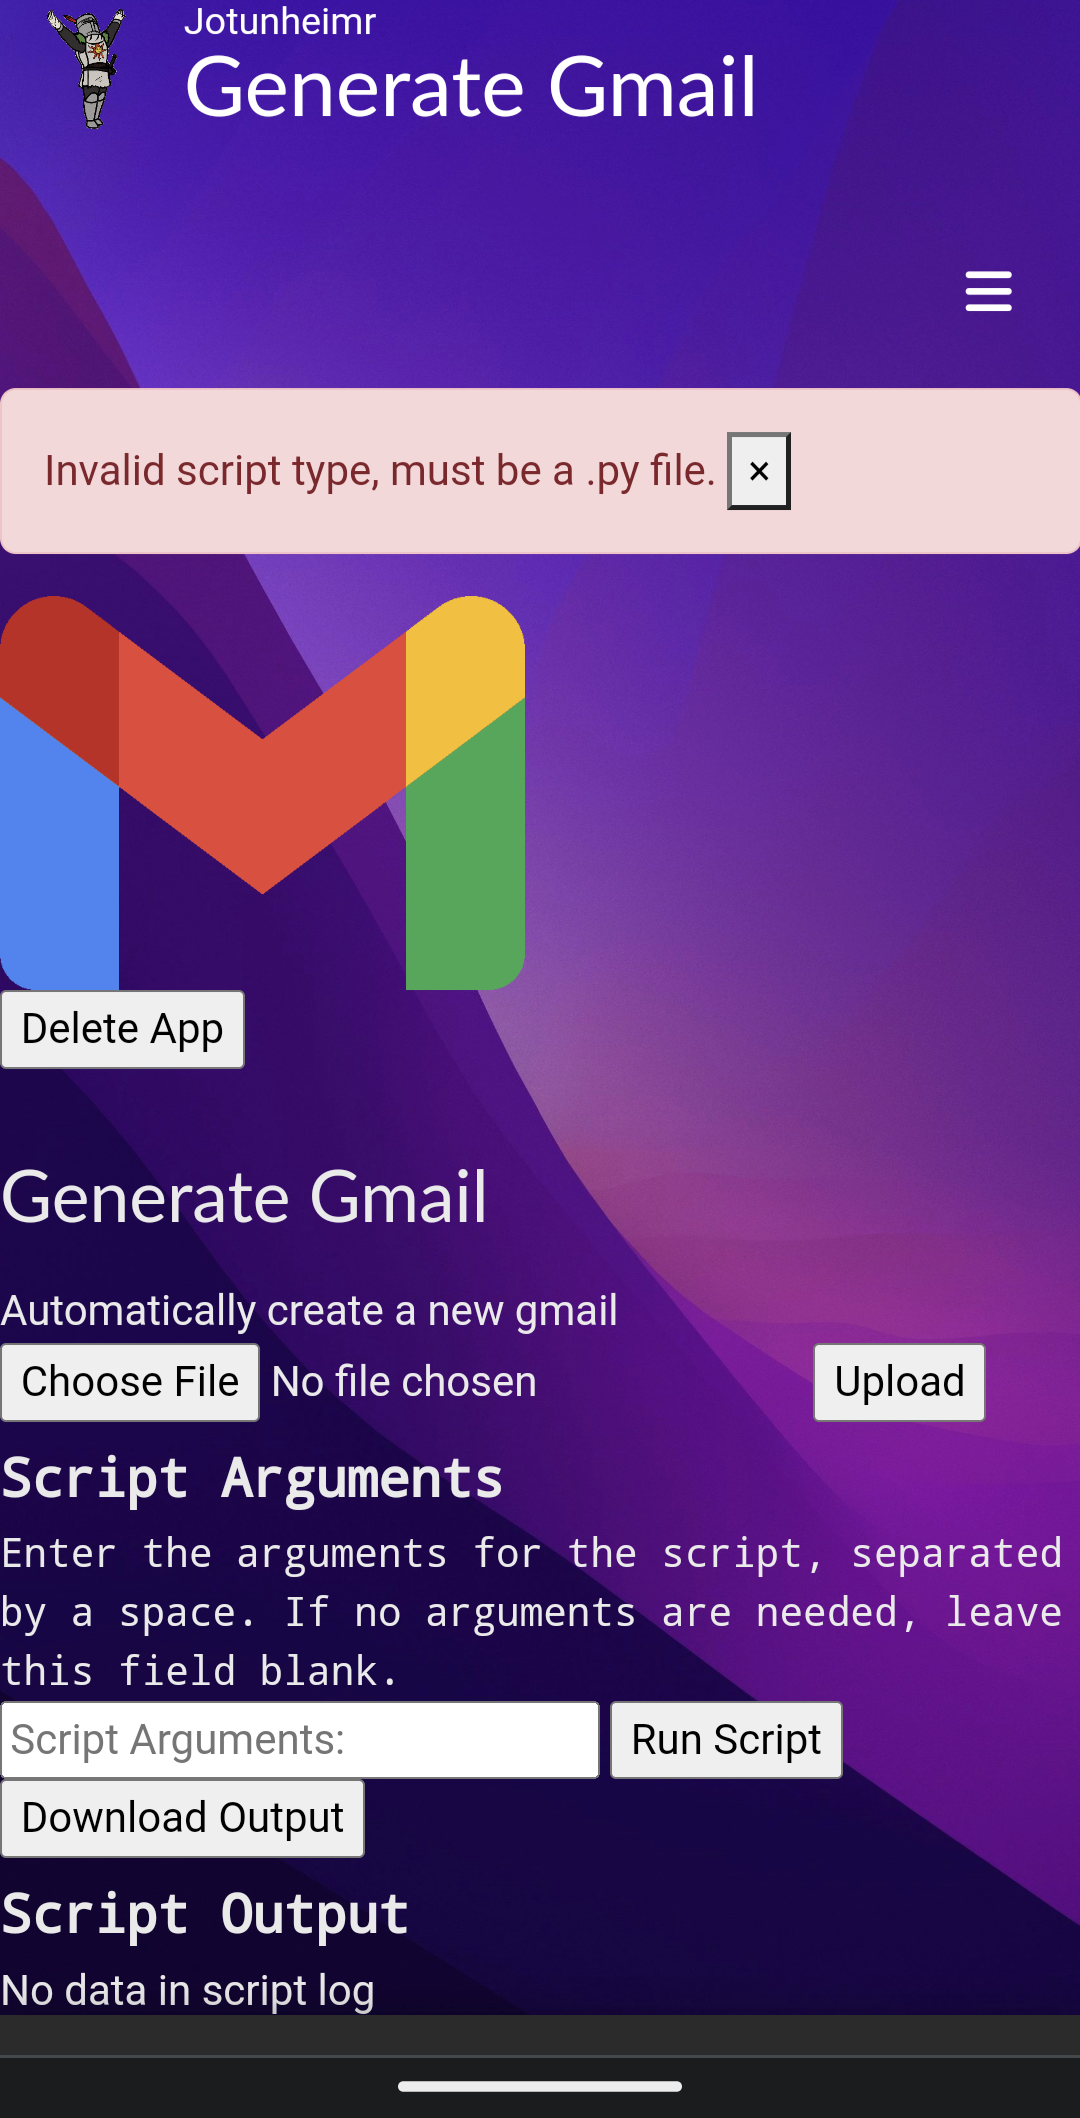 Jotunheimr
Generate Gmail
Invalid script type, must be a .py file. ×
Delete App
Generate Gmail
Automatically create a new gmail
Choose File No file chosen Upload
Script Arguments
Enter the arguments for the script, separated
by a space. If no arguments are needed, leave
this field blank.
Script Arguments: Run Script
Download Output
Script Output
No data in script log